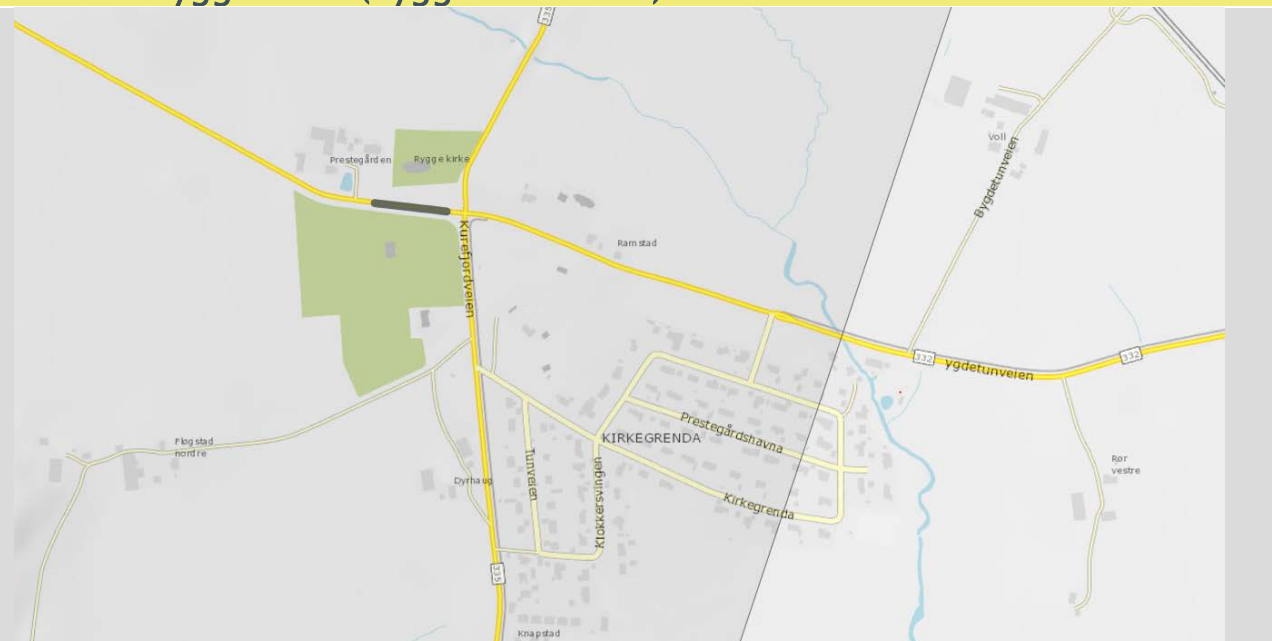 335
Voll
Prestegården
Rygge kirke
Bygdetunveien
Kurefjordveien
Ramstad
332
332
ygdetunveien
Prestegårdshavna
KIRKEGRENDA
Fløgstad
nordre
Tunveien
Klokkersvingen
Rør
vestre
Dyrhaug
Kirkegrenda
335
Knapstad